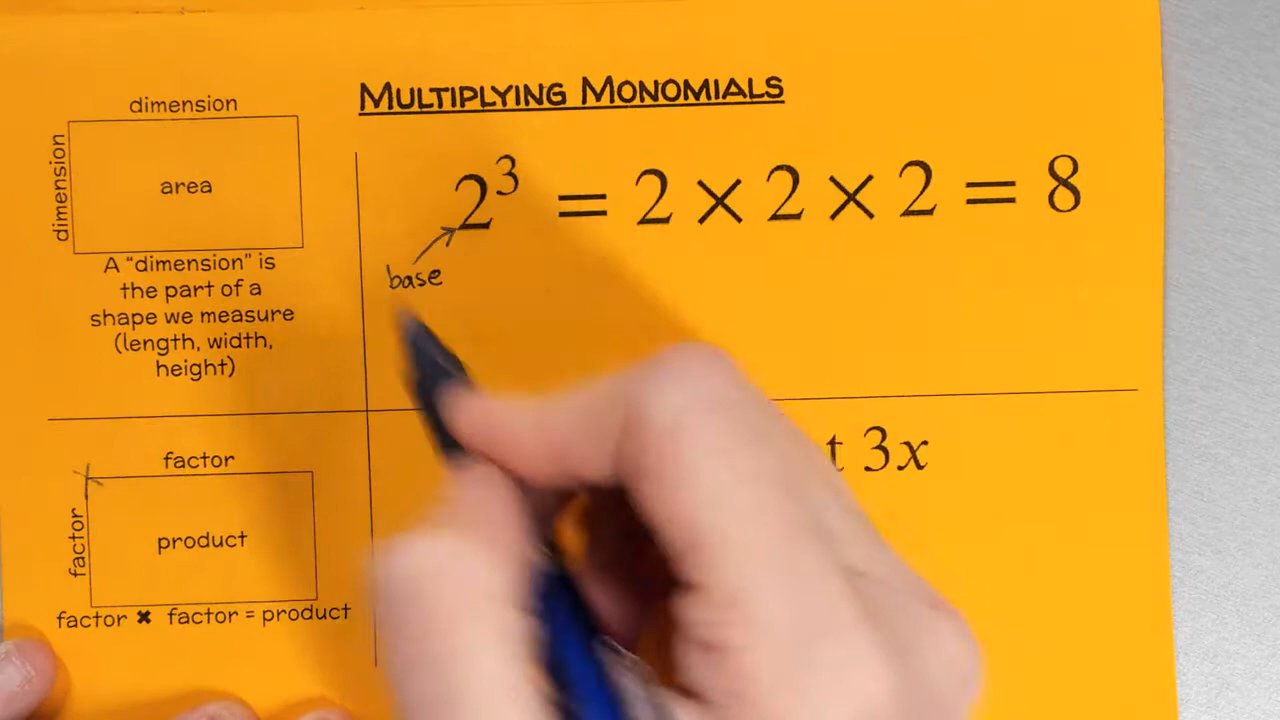 MULTIPLYING MONOMIALS
dimension
dimension
area
A “dimension” is
the part of a
shape we measure
(length, width,
height)
2³ = 2 × 2 × 2 = 8
base
3x
factor
factor
product
factor × factor = product